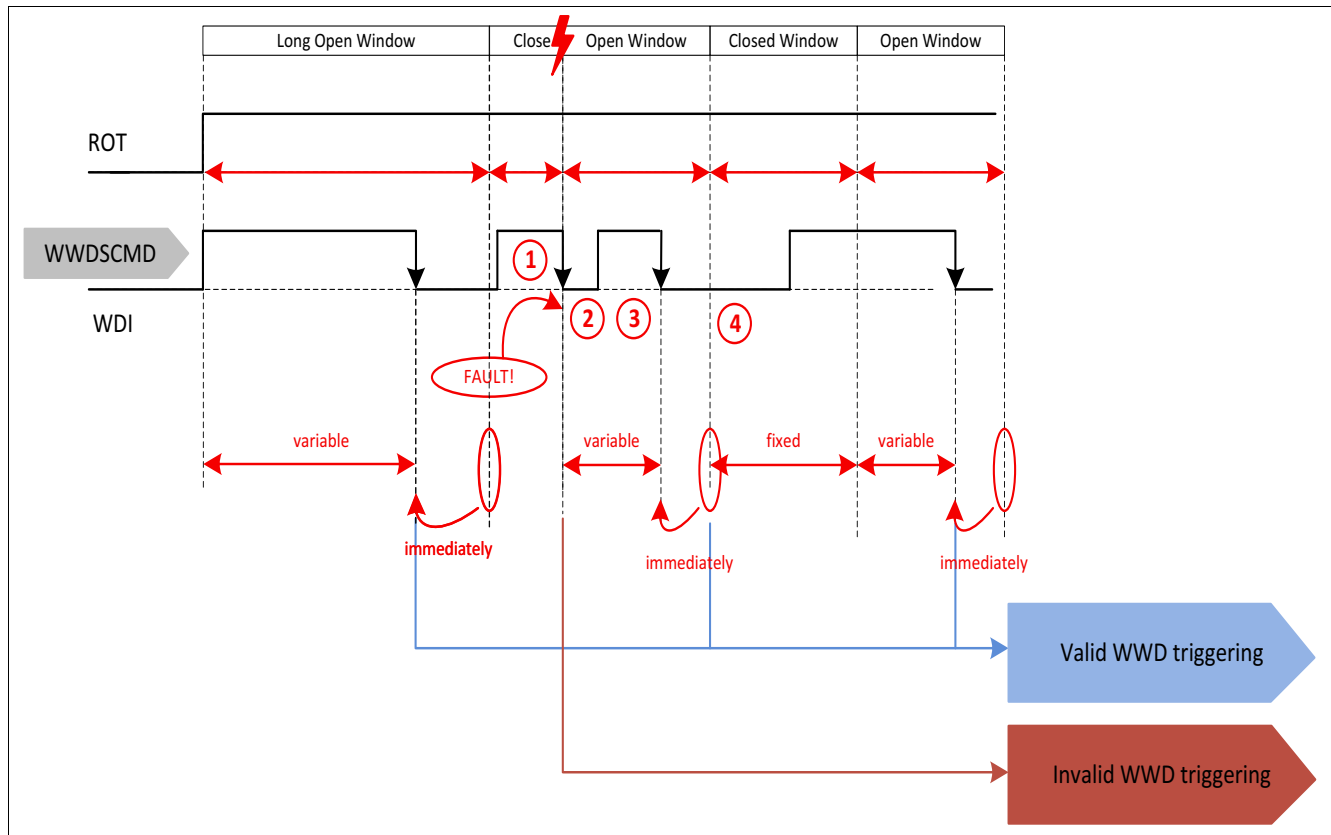 Long Open Window
Close
Open Window
Closed Window
Open Window
ROT
WWDSCMD
1
WDI
2
3
4
FAULT!
variable
variable
fixed
variable
immediately
immediately
immediately
Valid WWD triggering
Invalid WWD triggering